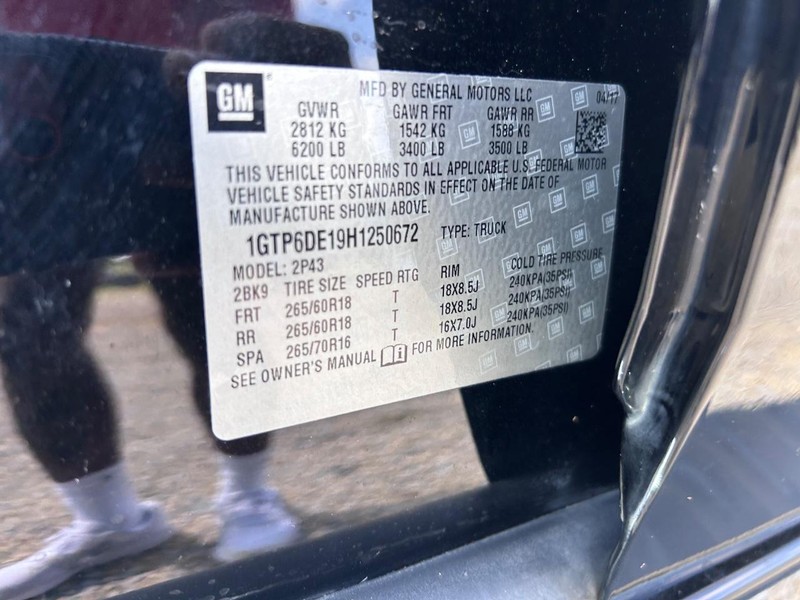 GM
MFD BY GENERAL MOTORS LLC 04/17
GVWR GAWR FRT GAWR RR
2812 KG 1542 KG 1588 KG
6200 LB 3400 LB 3500 LB
THIS VEHICLE CONFORMS TO ALL APPLICABLE U.S. FEDERAL MOTOR
VEHICLE SAFETY STANDARDS IN EFFECT ON THE DATE OF
MANUFACTURE SHOWN ABOVE.
1GTP6DE19H1250672 TYPE: TRUCK
MODEL: 2P43
2BK9 TIRE SIZE SPEED RTG RIM COLD TIRE PRESSURE
FRT 265/60R18 T 18X8.5J 240KPA(35PSI)
RR 265/60R18 T 18X8.5J 240KPA(35PSI)
SPA 265/70R16 T 16X7.0J 240KPA(35PSI)
SEE OWNER'S MANUAL FOR MORE INFORMATION.